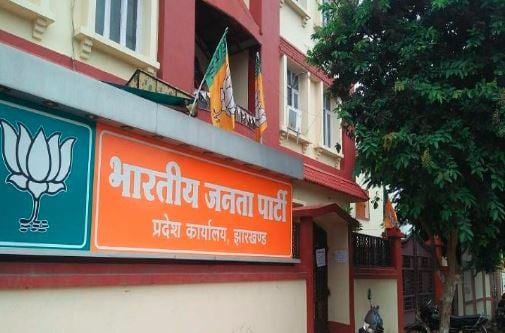 भारतीय जनता पार्टी
प्रदेश कार्यालय, झारखण्ड